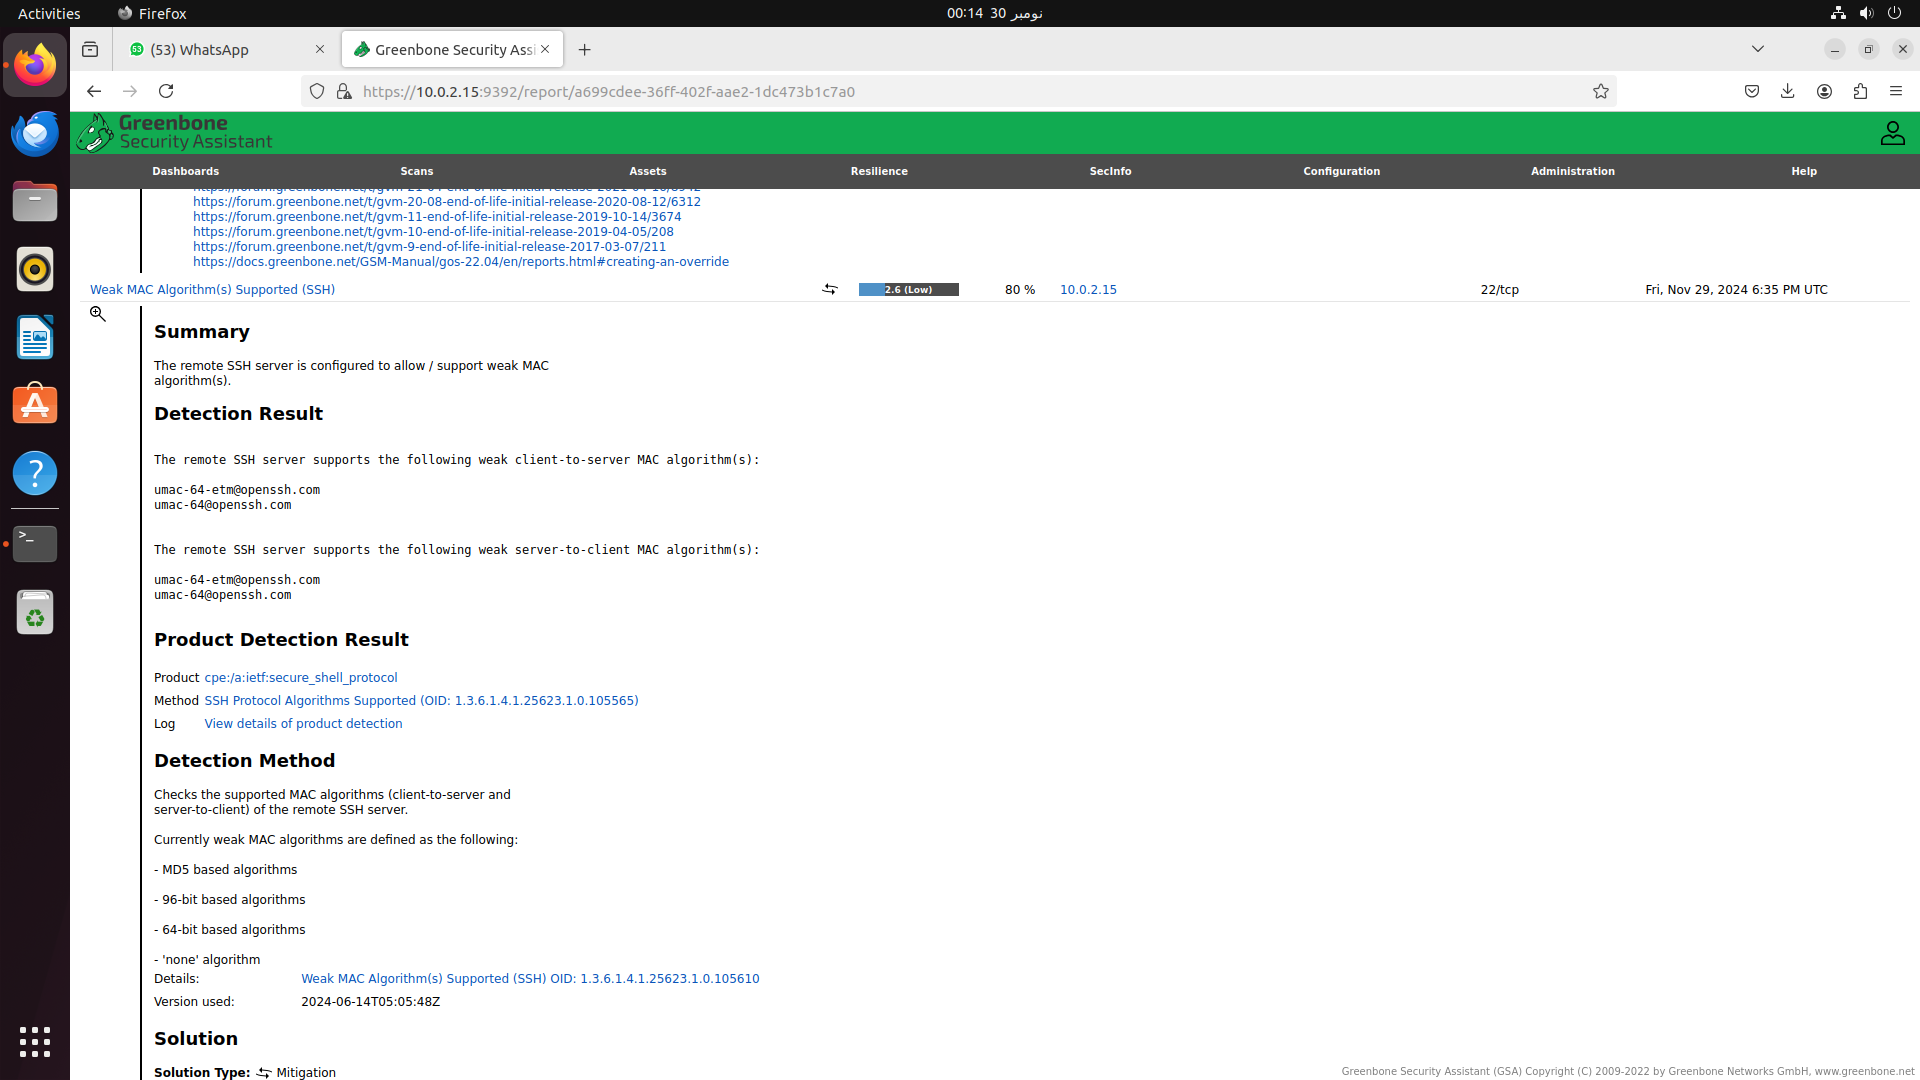 Activities
Firefox
00:14 30 نومبر
(53) WhatsApp
Greenbone Security Assi
https://10.0.2.15:9392/report/a699cdee-36ff-402f-aae2-1dc473b1c7a0
Greenbone
Security Assistant
Dashboards Scans Assets Resilience SecInfo Configuration Administration Help
https://forum.greenbone.net/t/gvm-20-08-end-of-life-initial-release-2020-08-12/6312
https://forum.greenbone.net/t/gvm-11-end-of-life-initial-release-2019-10-14/3674
https://forum.greenbone.net/t/gvm-10-end-of-life-initial-release-2019-04-05/208
https://forum.greenbone.net/t/gvm-9-end-of-life-initial-release-2017-03-07/211
https://docs.greenbone.net/GSM-Manual/gos-22.04/en/reports.html#creating-an-override
Weak MAC Algorithm(s) Supported (SSH) 2.6 (Low) 80 % 10.0.2.15 22/tcp Fri, Nov 29, 2024 6:35 PM UTC
Summary
The remote SSH server is configured to allow / support weak MAC
algorithm(s).
Detection Result
The remote SSH server supports the following weak client-to-server MAC algorithm(s):
umac-64-etm@openssh.com
umac-64@openssh.com
The remote SSH server supports the following weak server-to-client MAC algorithm(s):
umac-64-etm@openssh.com
umac-64@openssh.com
Product Detection Result
Product cpe:/a:ietf:secure_shell_protocol
Method SSH Protocol Algorithms Supported (OID: 1.3.6.1.4.1.25623.1.0.105565)
Log View details of product detection
Detection Method
Checks the supported MAC algorithms (client-to-server and
server-to-client) of the remote SSH server.
Currently weak MAC algorithms are defined as the following:
- MD5 based algorithms
- 96-bit based algorithms
- 64-bit based algorithms
- 'none' algorithm
Details: Weak MAC Algorithm(s) Supported (SSH) OID: 1.3.6.1.4.1.25623.1.0.105610
Version used: 2024-06-14T05:05:48Z
Solution
Solution Type: Mitigation
Greenbone Security Assistant (GSA) Copyright (C) 2009-2022 by Greenbone Networks GmbH, www.greenbone.net